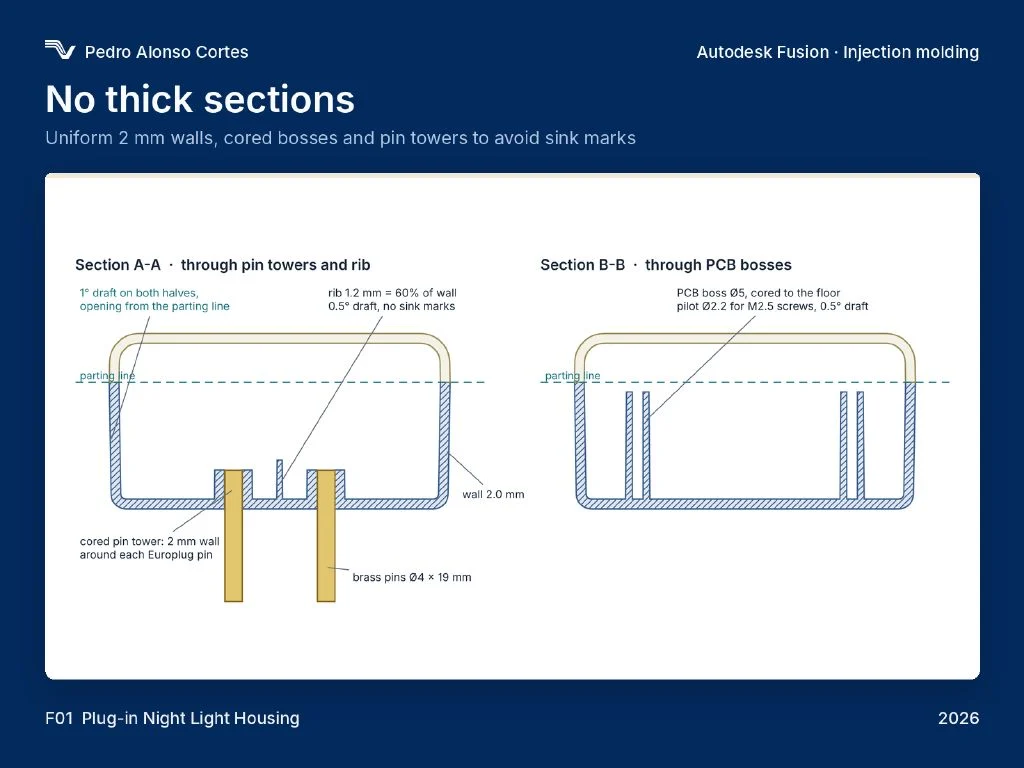 Pedro Alonso Cortes
Autodesk Fusion · Injection molding
No thick sections
Uniform 2 mm walls, cored bosses and pin towers to avoid sink marks
Section A-A · through pin towers and rib
1° draft on both halves,
opening from the parting line
rib 1.2 mm = 60% of wall
0.5° draft, no sink marks
parting line
wall 2.0 mm
cored pin tower: 2 mm wall
around each Europlug pin
brass pins Ø4 × 19 mm
Section B-B · through PCB bosses
PCB boss Ø5, cored to the floor
pilot Ø2.2 for M2.5 screws, 0.5° draft
parting line
F01 Plug-in Night Light Housing
2026